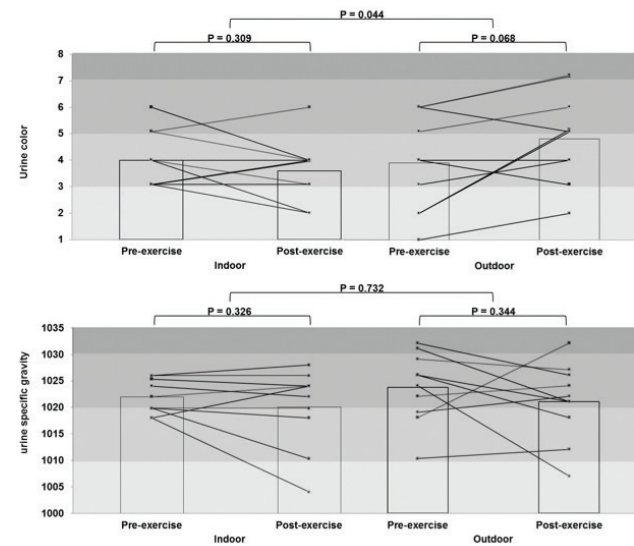 P = 0.044
P = 0.309 P = 0.068
Urine color
8
7
6
5
4
3
2
1
Pre-exercise Post-exercise Pre-exercise Post-exercise
Indoor Outdoor
P = 0.732
P = 0.326 P = 0.344
urine specific gravity
1035
1030
1025
1020
1015
1010
1005
1000
Pre-exercise Post-exercise Pre-exercise Post-exercise
Indoor Outdoor